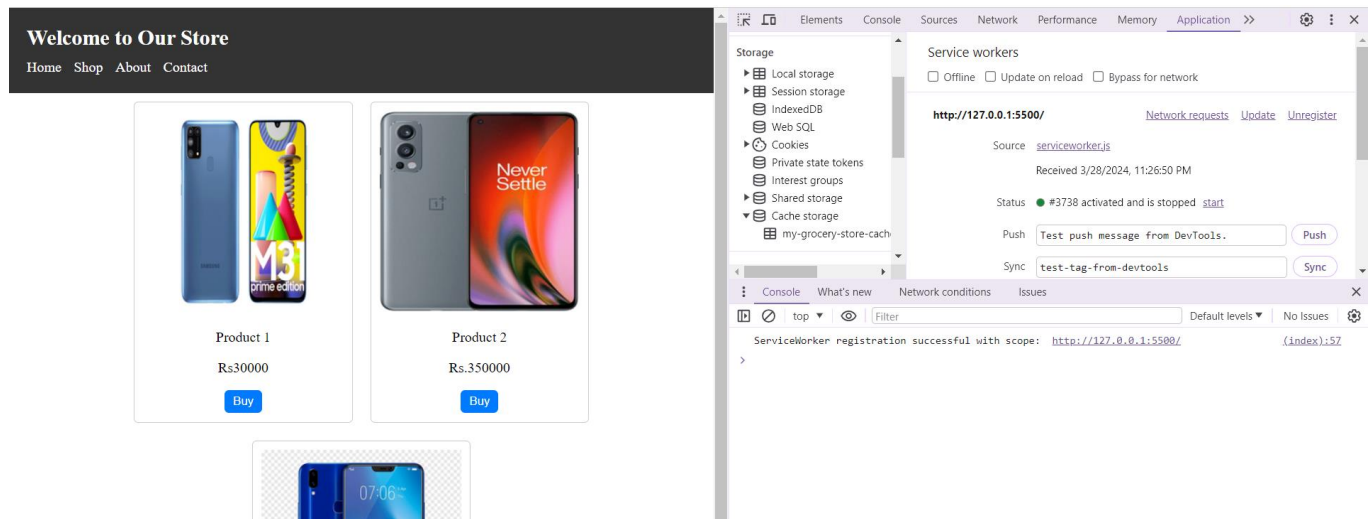 Welcome to Our Store
Home Shop About Contact
M31
prime edition
SAMSUNG
Never
Settle
Product 1
Rs30000
Buy
Product 2
Rs.350000
Buy
07:06
Elements Console Sources Network Performance Memory Application
Storage
Local storage
Session storage
IndexedDB
Web SQL
Cookies
Private state tokens
Interest groups
Shared storage
Cache storage
my-grocery-store-cach
Service workers
Offline Update on reload Bypass for network
http://127.0.0.1:5500/ Network requests Update Unregister
Source serviceworker.js
Received 3/28/2024, 11:26:50 PM
Status #3738 activated and is stopped start
Push Test push message from DevTools. Push
Sync test-tag-from-devtools Sync
Console What's new Network conditions Issues
top Filter Default levels No Issues
ServiceWorker registration successful with scope: http://127.0.0.1:5500/ (index):57